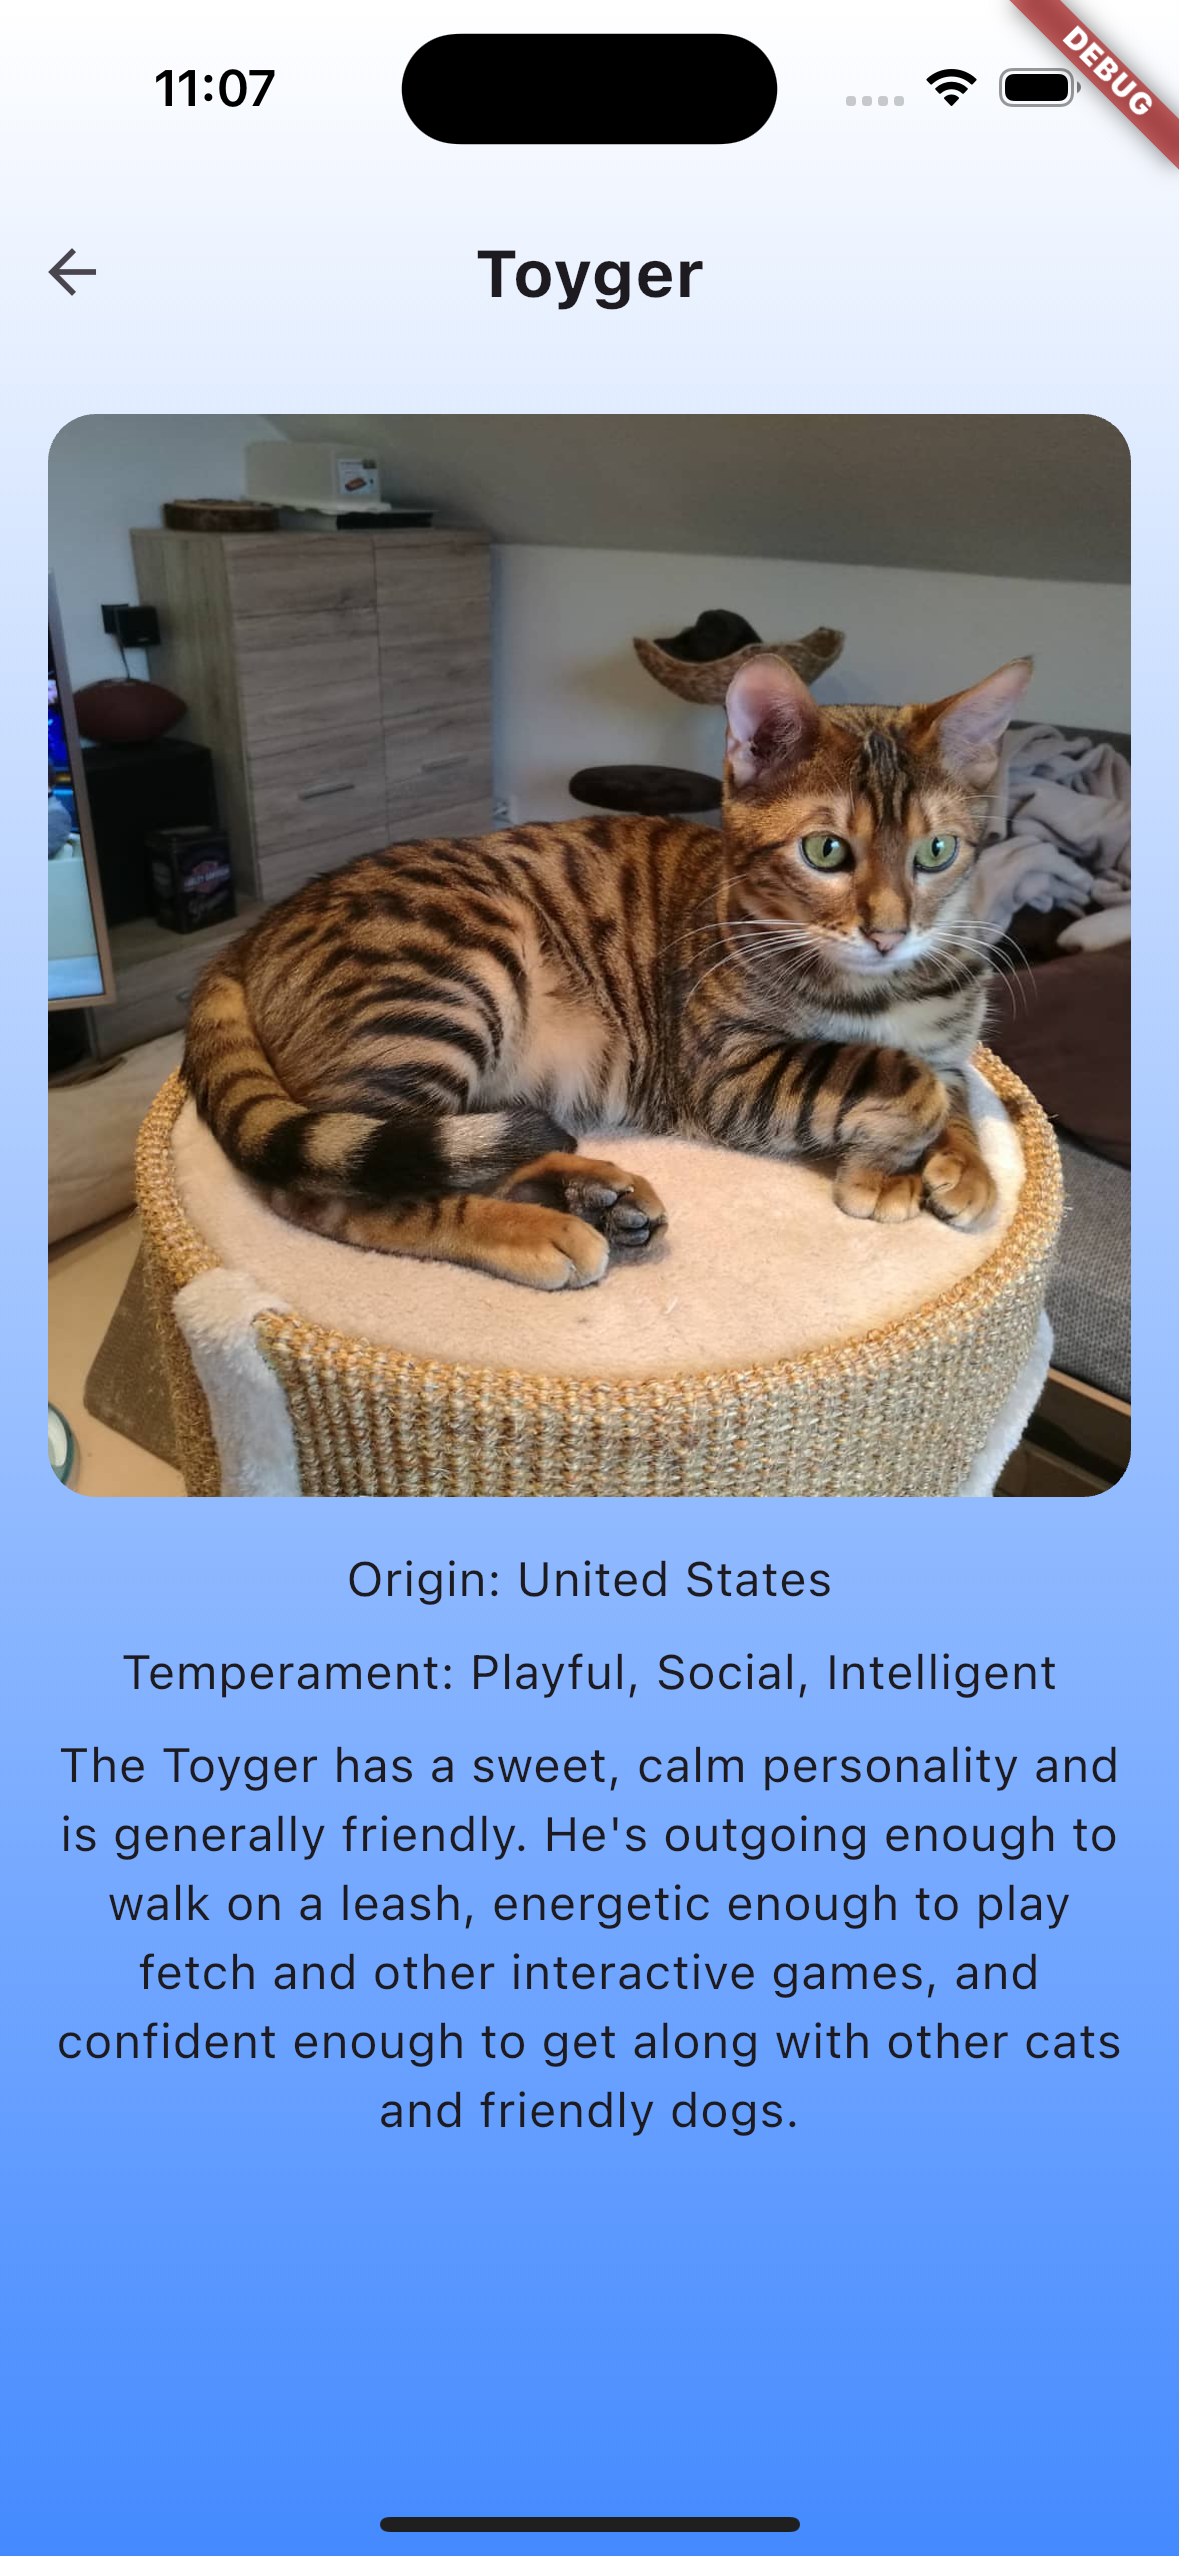 11:07
DEBUG
Toyger
Origin: United States
Temperament: Playful, Social, Intelligent
The Toyger has a sweet, calm personality and
is generally friendly. He's outgoing enough to
walk on a leash, energetic enough to play
fetch and other interactive games, and
confident enough to get along with other cats
and friendly dogs.